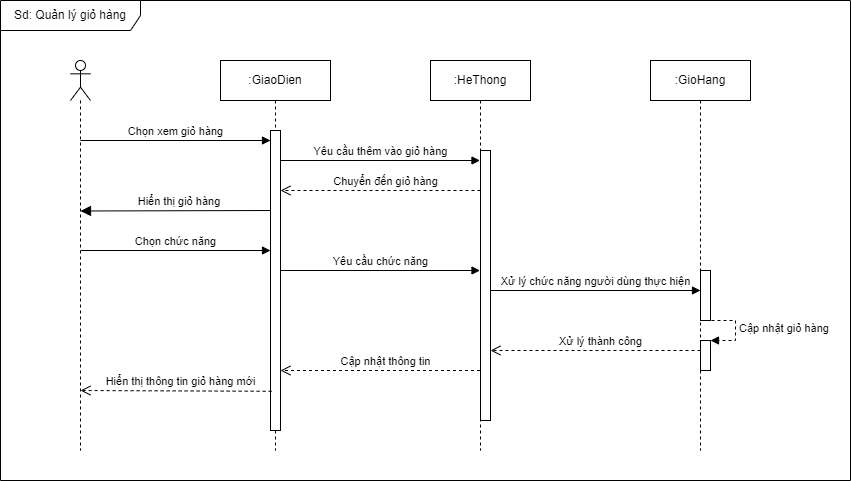 Sd: Quản lý giỏ hàng
:GiaoDien
:HeThong
:GioHang
Chọn xem giỏ hàng
Yêu cầu thêm vào giỏ hàng
Chuyển đến giỏ hàng
Hiển thị giỏ hàng
Chọn chức năng
Yêu cầu chức năng
Xử lý chức năng người dùng thực hiện
Cập nhật giỏ hàng
Xử lý thành công
Cập nhật thông tin
Hiển thị thông tin giỏ hàng mới